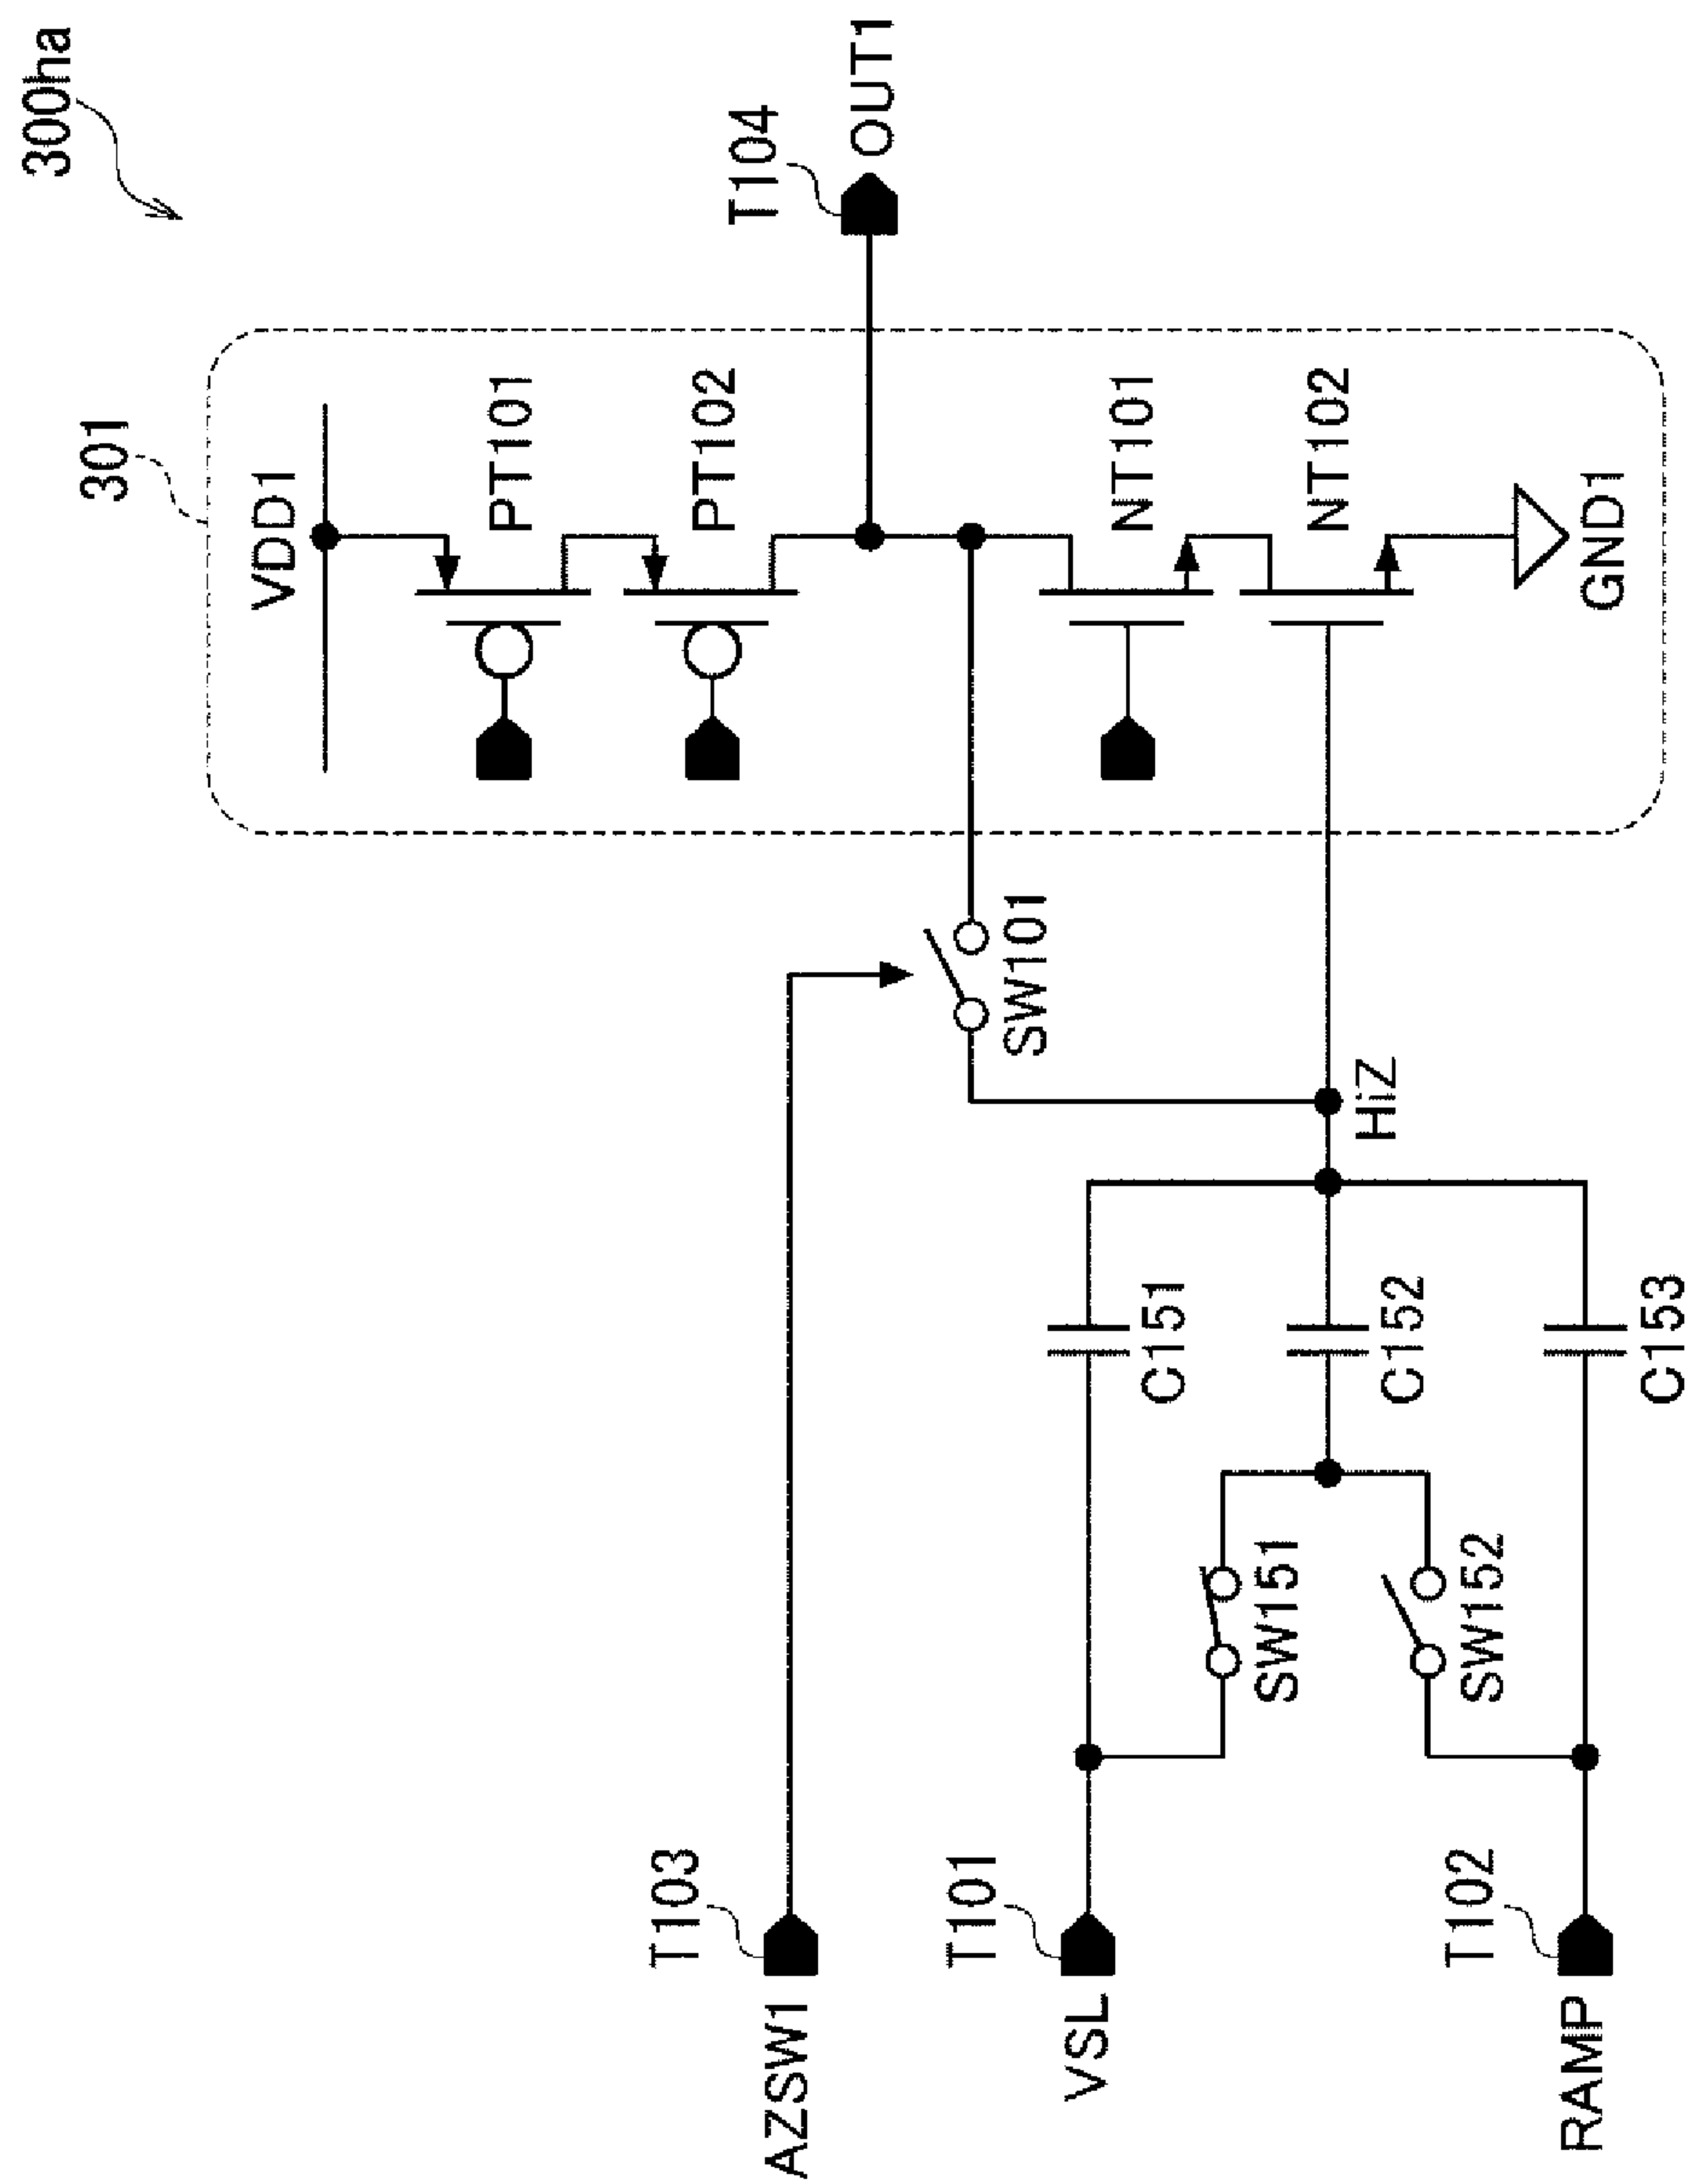 300ha
301
VDD1
PT101
PT102
T104
OUT1
T103
AZSW1
SW101
NT101
T101
VSL
C151
SW151
HiZ
NT102
C152
SW152
T102
RAMP
C153
GND1